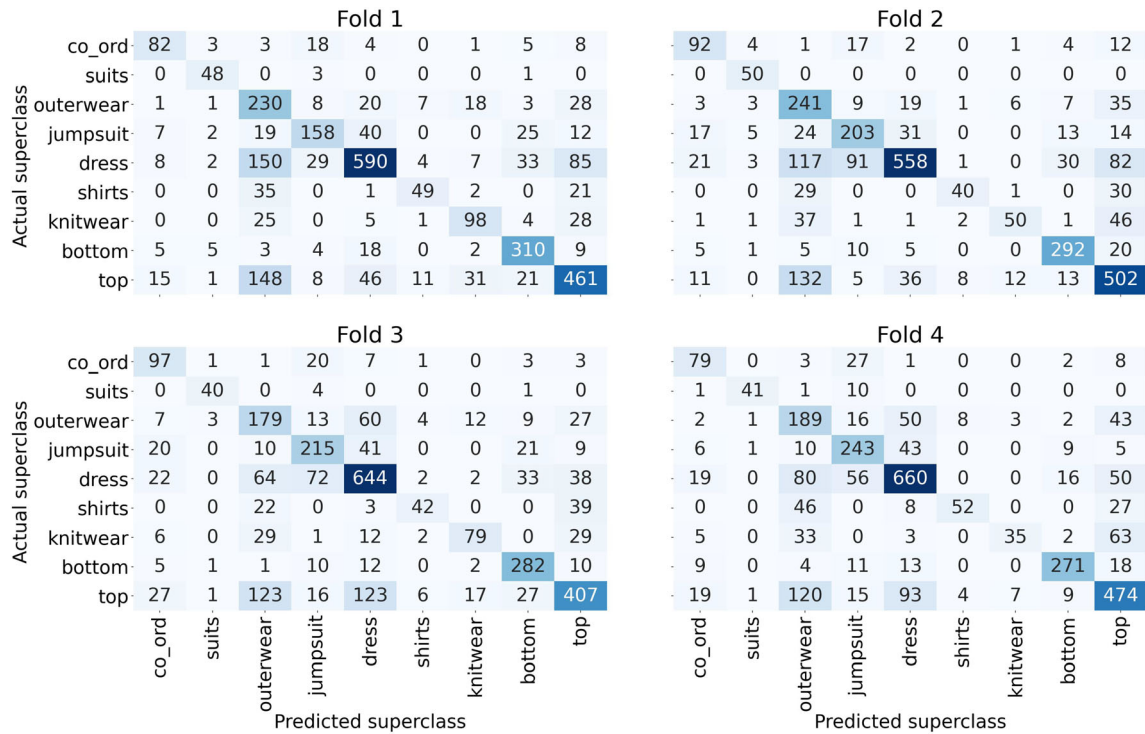 Fold 1
Fold 2
Actual superclass
co_ord 82 3 3 18 4 0 1 5 8 92 4 1 17 2 0 1 4 12
suits 0 48 0 3 0 0 0 1 0 0 50 0 0 0 0 0 0 0
outerwear 1 1 230 8 20 7 18 3 28 3 3 241 9 19 1 6 7 35
jumpsuit 7 2 19 158 40 0 0 25 12 17 5 24 203 31 0 0 13 14
dress 8 2 150 29 590 4 7 33 85 21 3 117 91 558 1 0 30 82
shirts 0 0 35 0 1 49 2 0 21 0 0 29 0 0 40 1 0 30
knitwear 0 0 25 0 5 1 98 4 28 1 1 37 1 1 2 50 1 46
bottom 5 5 3 4 18 0 2 310 9 5 1 5 10 5 0 0 292 20
top 15 1 148 8 46 11 31 21 461 11 0 132 5 36 8 12 13 502
Fold 3
Fold 4
Actual superclass
co_ord 97 1 1 20 7 1 0 3 3 79 0 3 27 1 0 0 2 8
suits 0 40 0 4 0 0 0 1 0 1 41 1 10 0 0 0 0 0
outerwear 7 3 179 13 60 4 12 9 27 2 1 189 16 50 8 3 2 43
jumpsuit 20 0 10 215 41 0 0 21 9 6 1 10 243 43 0 0 9 5
dress 22 0 64 72 644 2 2 33 38 19 0 80 56 660 0 0 16 50
shirts 0 0 22 0 3 42 0 0 39 0 0 46 0 8 52 0 0 27
knitwear 6 0 29 1 12 2 79 0 29 5 0 33 0 3 0 35 2 63
bottom 5 1 1 10 12 0 2 282 10 9 0 4 11 13 0 0 271 18
top 27 1 123 16 123 6 17 27 407 19 1 120 15 93 4 7 9 474
co_ord suits outerwear jumpsuit dress shirts knitwear bottom top
co_ord suits outerwear jumpsuit dress shirts knitwear bottom top
Predicted superclass
Predicted superclass